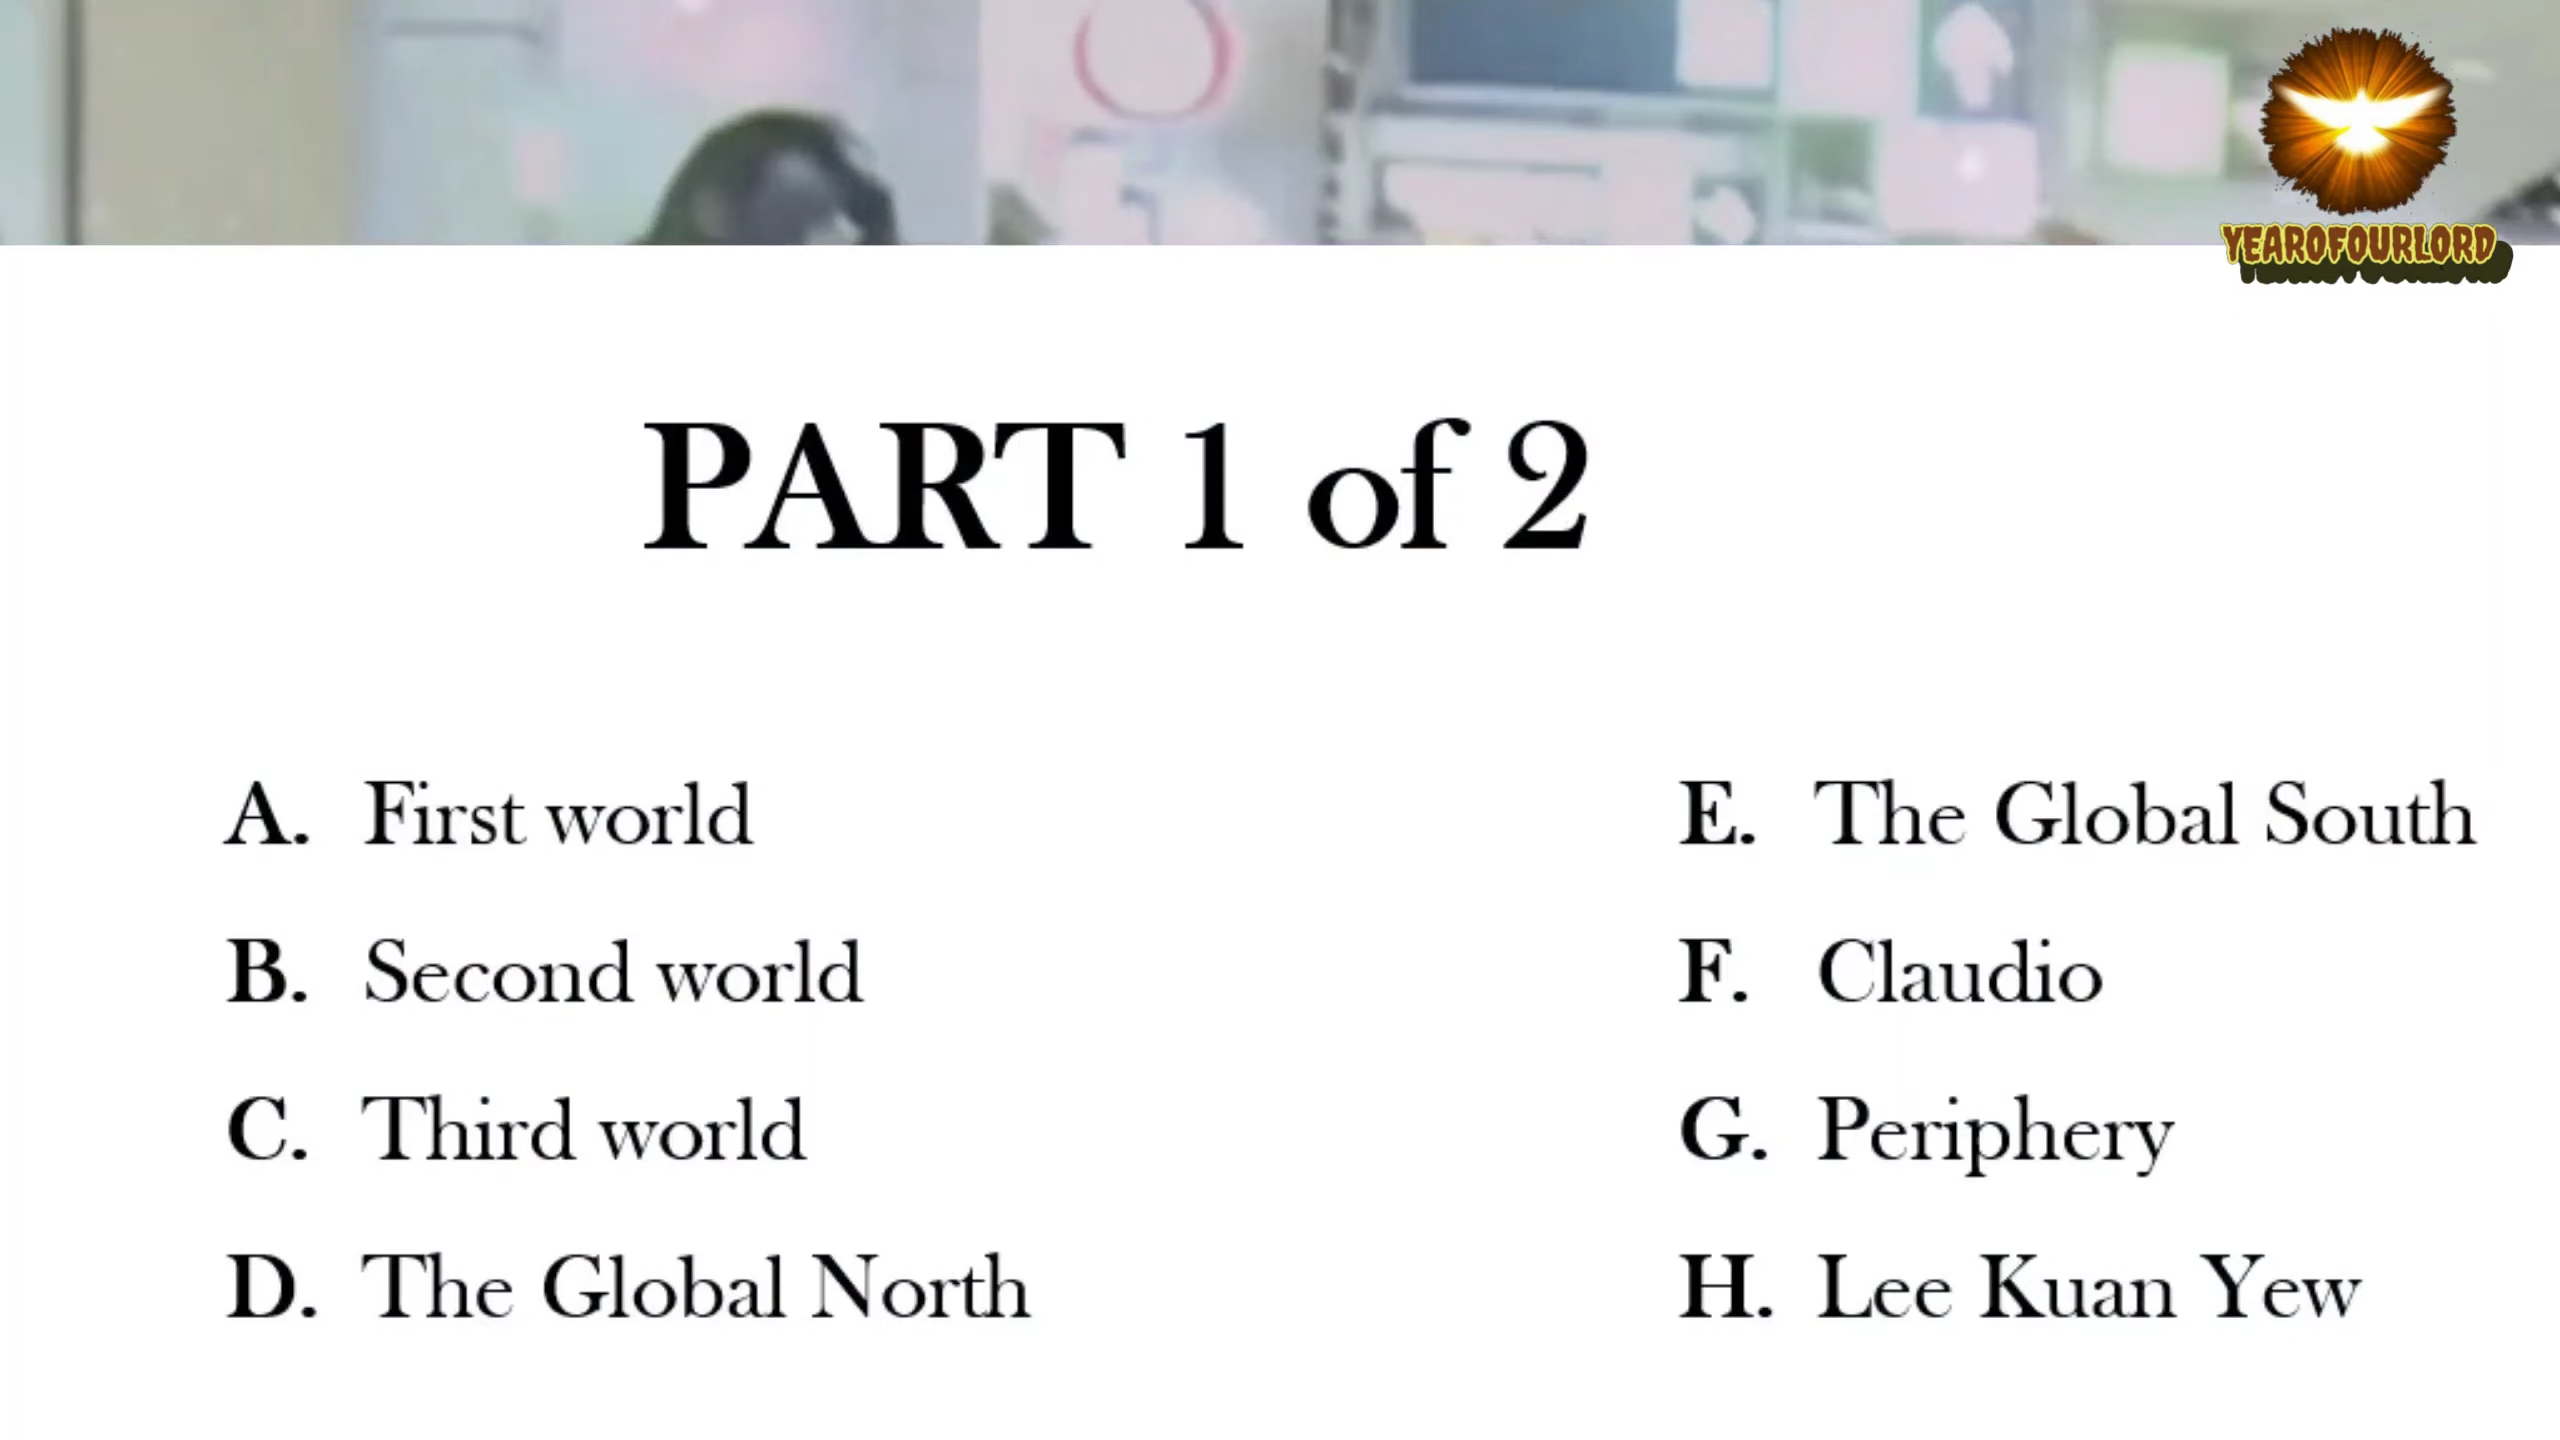 YEAROFOURLORD
PART 1 of 2
A. First world
B. Second world
C. Third world
D. The Global North
E. The Global South
F. Claudio
G. Periphery
H. Lee Kuan Yew